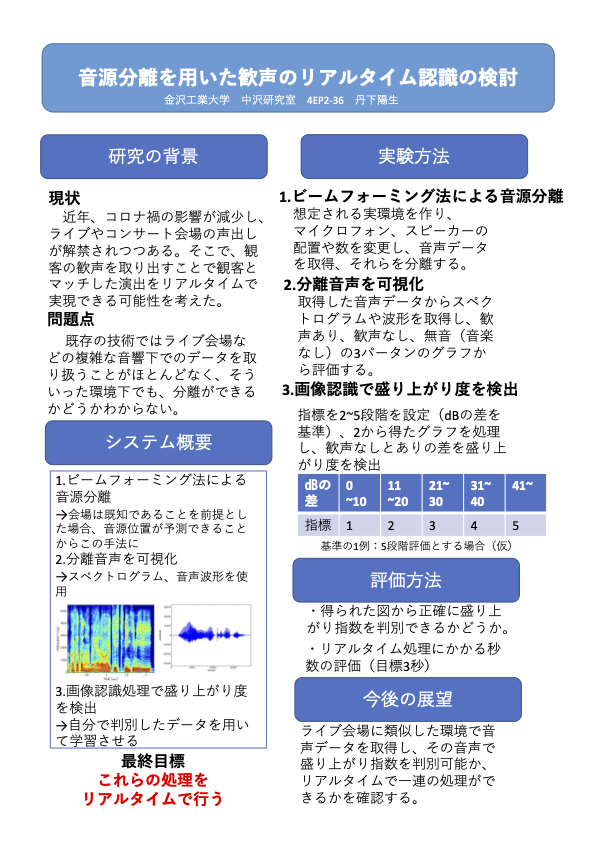 音源分離を用いた歓声のリアルタイム認識の検討
金沢工業大学　中沢研究室　4EP2-36　丹下陽生
研究の背景
現状
近年、コロナ禍の影響が減少し、
ライブやコンサート会場の声出し
が解禁されつつある。そこで、観
客の歓声を取り出すことで観客と
マッチした演出をリアルタイムで
実現できる可能性を考えた。
問題点
既存の技術ではライブ会場な
どの複雑な音響下でのデータを取
り扱うことがほとんどなく、そう
いった環境下でも、分離ができる
かどうかわからない。
システム概要
1.ビームフォーミング法による
音源分離
→会場は既知であることを前提とし
た場合、音源位置が予測できること
からこの手法に
2.分離音声を可視化
→スペクトログラム、音声波形を使
用
3.画像認識処理で盛り上がり度
を検出
→自分で判別したデータを用い
て学習させる
最終目標
これらの処理を
リアルタイムで行う
実験方法
1.ビームフォーミング法による音源分離
想定される実環境を作り、
マイクロフォン、スピーカーの
配置や数を変更し、音声データ
を取得、それらを分離する。
2.分離音声を可視化
取得した音声データからスペク
トログラムや波形を取得し、歓
声あり、歓声なし、無音（音楽
なし）の3パータンのグラフか
ら評価する。
3.画像認識で盛り上がり度を検出
指標を2~5段階を設定（dBの差を
基準）、2から得たグラフを処理
し、歓声なしとありの差を盛り上
がり度を検出
dBの差 0~10 11~20 21~30 31~40 41~
指標 1 2 3 4 5
基準の1例：5段階評価とする場合（仮）
評価方法
・得られた図から正確に盛り上
がり指数を判別できるかどうか。
・リアルタイム処理にかかる秒
数の評価（目標3秒）
今後の展望
ライブ会場に類似した環境で音
声データを取得し、その音声で
盛り上がり指数を判別可能か、
リアルタイムで一連の処理がで
きるかを確認する。